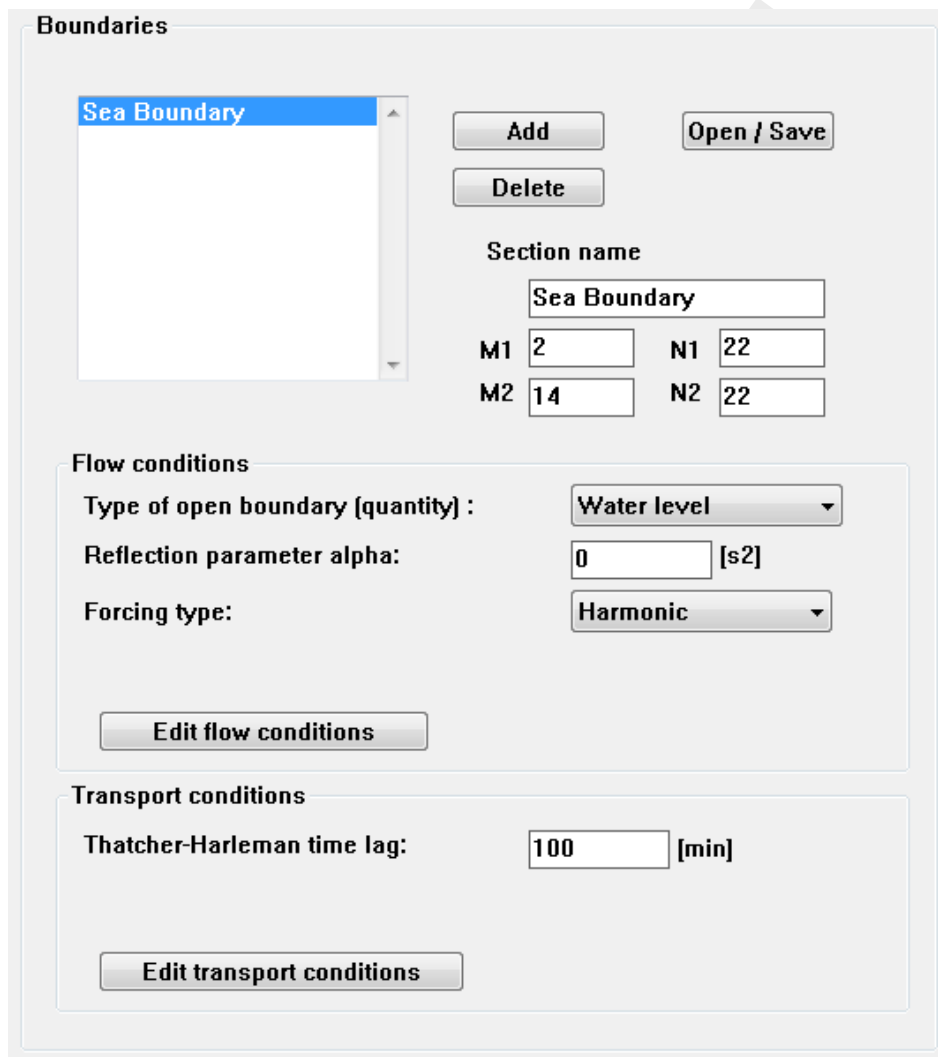 Boundaries
Sea Boundary
Add
Open / Save
Delete
Section name
Sea Boundary
M1 2 N1 22
M2 14 N2 22
Flow conditions
Type of open boundary (quantity) : Water level
Reflection parameter alpha: 0 [s2]
Forcing type: Harmonic
Edit flow conditions
Transport conditions
Thatcher-Harleman time lag: 100 [min]
Edit transport conditions